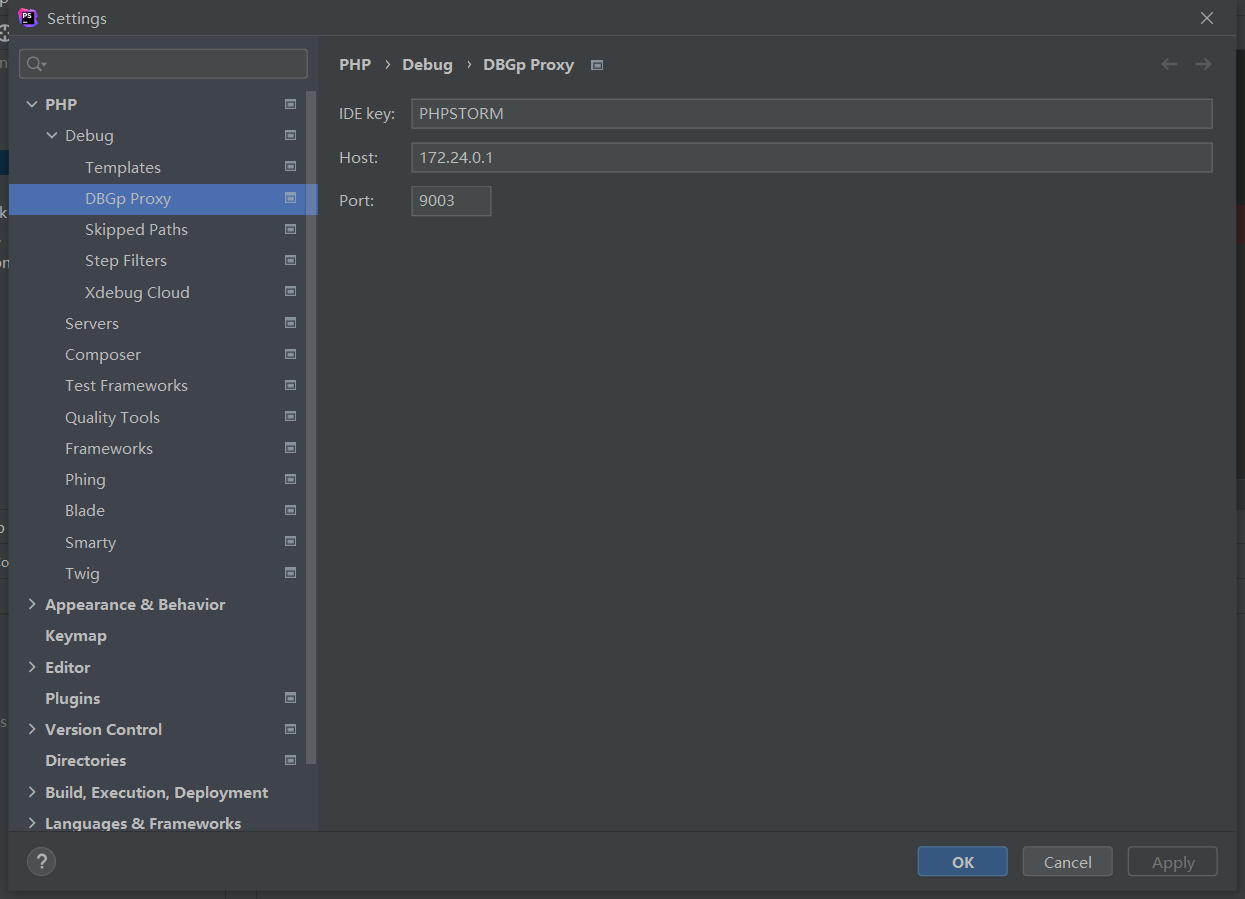 PS
Settings
PHP › Debug › DBGp Proxy
PHP
Debug
Templates
DBGp Proxy
Skipped Paths
Step Filters
Xdebug Cloud
Servers
Composer
Test Frameworks
Quality Tools
Frameworks
Phing
Blade
Smarty
Twig
Appearance & Behavior
Keymap
Editor
Plugins
Version Control
Directories
Build, Execution, Deployment
Languages & Frameworks
IDE key: PHPSTORM
Host: 172.24.0.1
Port: 9003
?
OK Cancel Apply